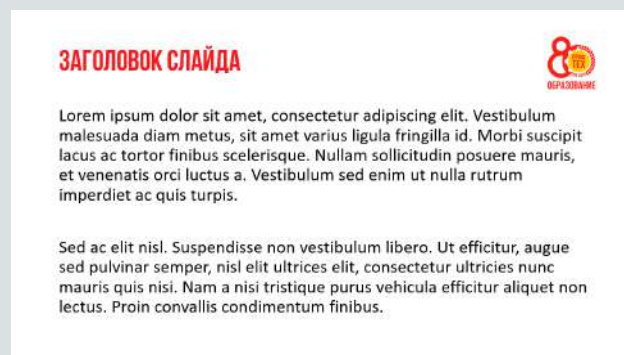 ЗАГОЛОВОК СЛАЙДА
ТЕХ
ОБРАЗОВАНИЕ
Lorem ipsum dolor sit amet, consectetur adipiscing elit. Vestibulum
malesuada diam metus, sit amet varius ligula fringilla id. Morbi suscipit
lacus ac tortor finibus scelerisque. Nullam sollicitudin posuere mauris,
et venenatis orci luctus a. Vestibulum sed enim ut nulla rutrum
imperdiet ac quis turpis.
Sed ac elit nisl. Suspendisse non vestibulum libero. Ut efficitur, augue
sed pulvinar semper, nisl elit ultrices elit, consectetur ultricies nunc
mauris quis nisi. Nam a nisi tristique purus vehicula efficitur aliquet non
lectus. Proin convallis condimentum finibus.